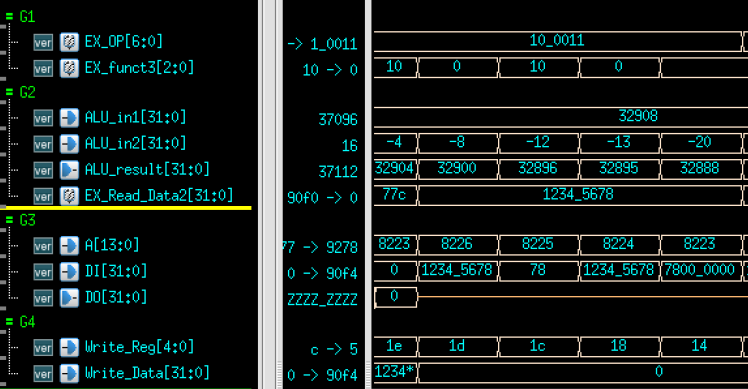 = G1
ver EX_OP[6:0] -> 1_0011 10_0011
ver EX_funct3[2:0] 10 -> 0 10 0 10 0
= G2
ver ALU_in1[31:0] 37096 32908
ver ALU_in2[31:0] 16 -4 -8 -12 -13 -20
ver ALU_result[31:0] 37112 32904 32900 32896 32895 32888
ver EX_Read_Data2[31:0] 90f0 -> 0 77c 1234_5678
= G3
ver A[13:0] 77 -> 9278 8223 8226 8225 8224 8223
ver DI[31:0] 0 -> 90f4 0 1234_5678 78 1234_5678 7800_0000
ver DO[31:0] ZZZZ_ZZZZ 0
= G4
ver Write_Reg[4:0] c -> 5 1e 1d 1c 18 14
ver Write_Data[31:0] 0 -> 90f4 1234* 0